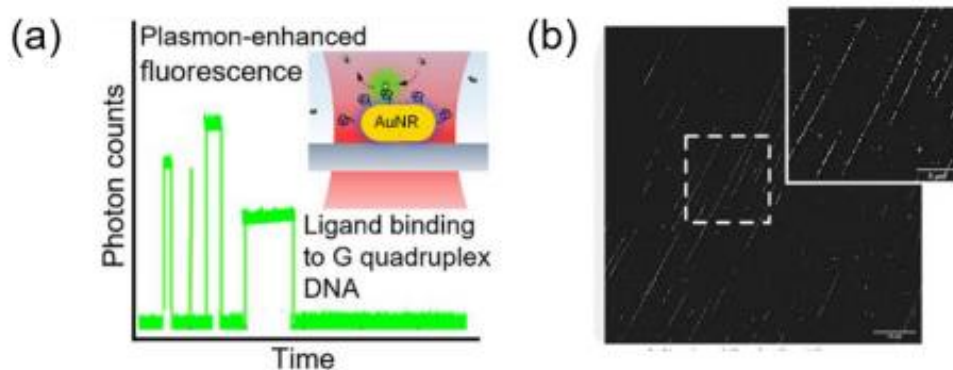 (a)
Plasmon-enhanced
fluorescence
AuNR
Photon counts
Ligand binding
to G quadruplex
DNA
Time
(b)